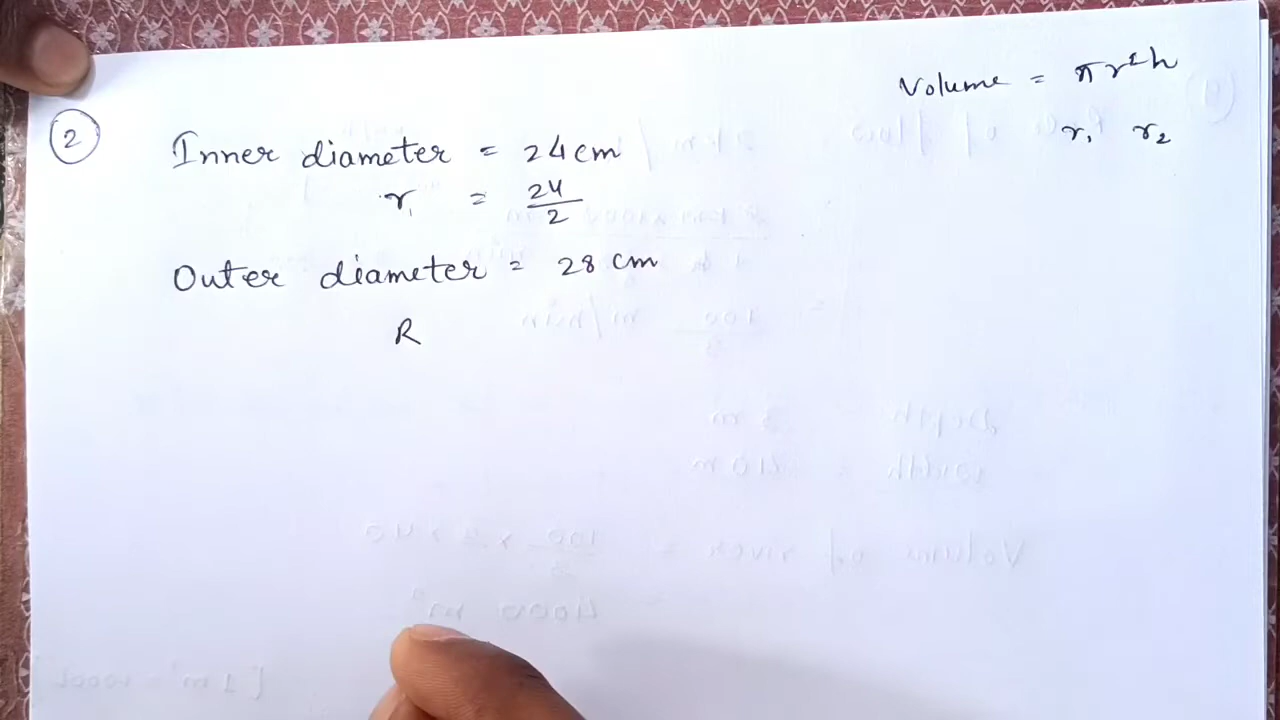 Volume = πr²h
r₁ r₂
2 Inner diameter = 24cm
r₁ = 24/2
Outer diameter = 28 cm
R